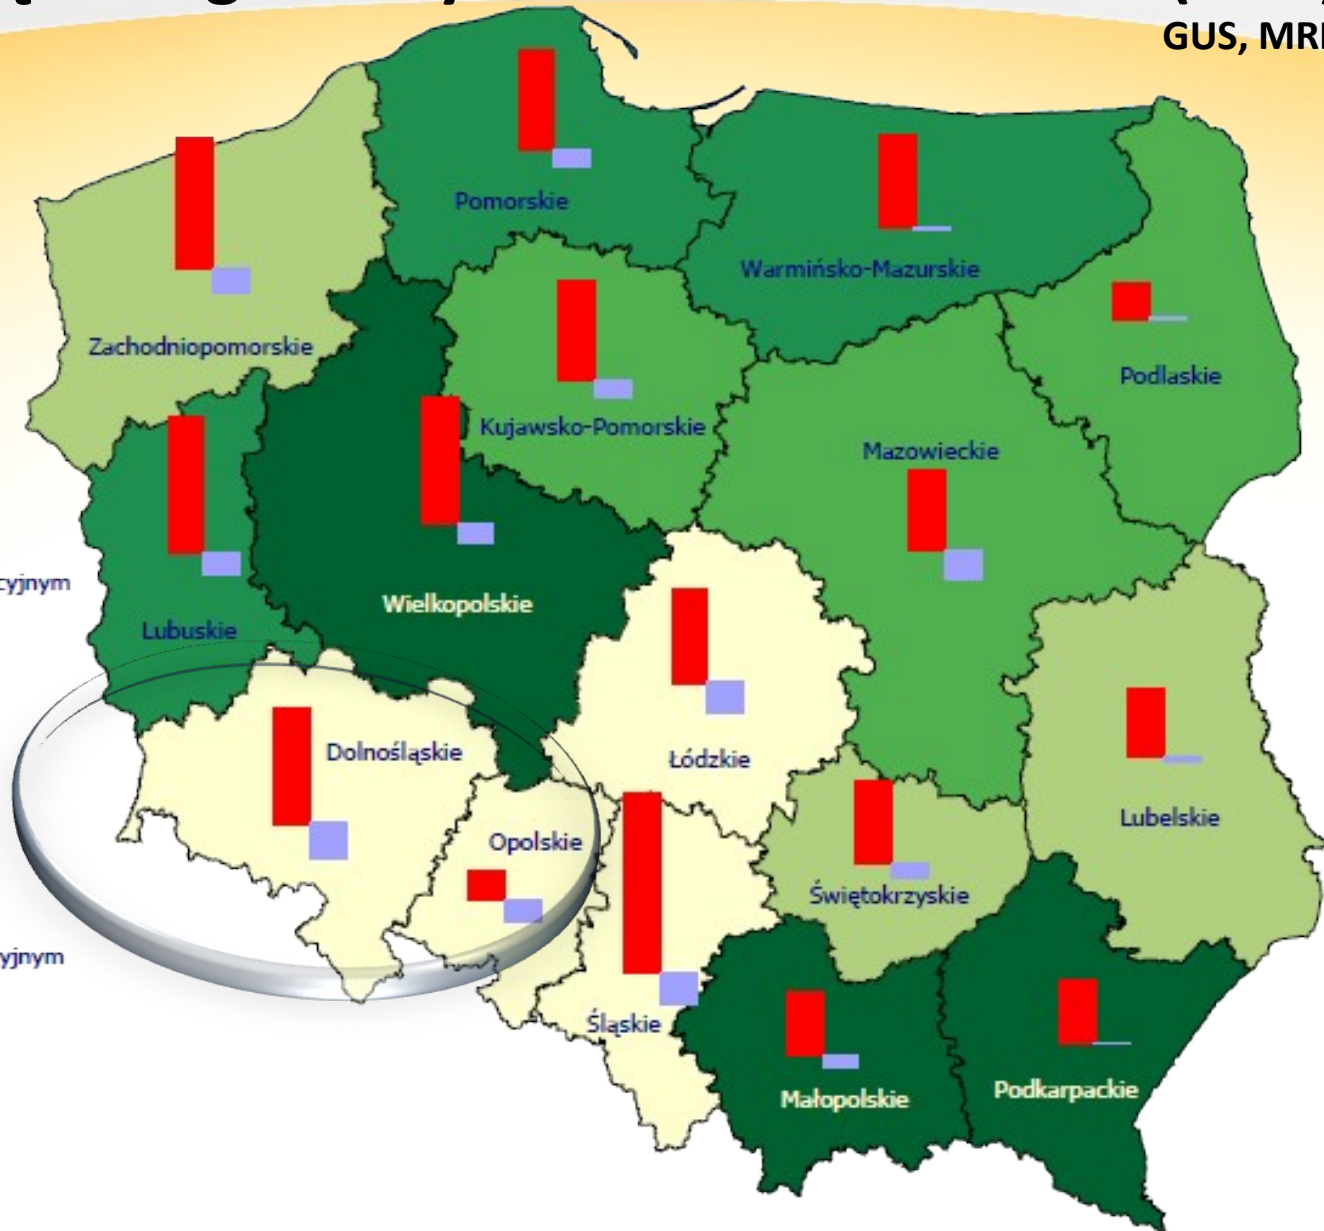 GUS,
Pomorskie
Warmińsko-Mazurskie
Zachodniopomorskie
Podlaskie
Kujawsko-Pomorskie
Mazowieckie
cyjnym
Wielkopolskie
Lubuskie
Dolnośląskie
Łódzkie
Lubelskie
Opolskie
Świętokrzyskie
yjnym
Śląskie
Podkarpackie
Małopolskie